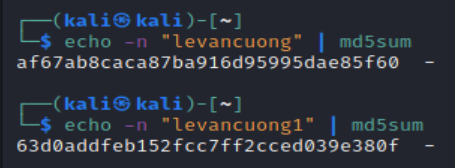 ┌──(kali㉿kali)-[~]
└─$ echo -n "levancuong" | md5sum
af67ab8caca87ba916d95995dae85f60  -
┌──(kali㉿kali)-[~]
└─$ echo -n "levancuong1" | md5sum
63d0addfeb152fcc7ff2cced039e380f  -